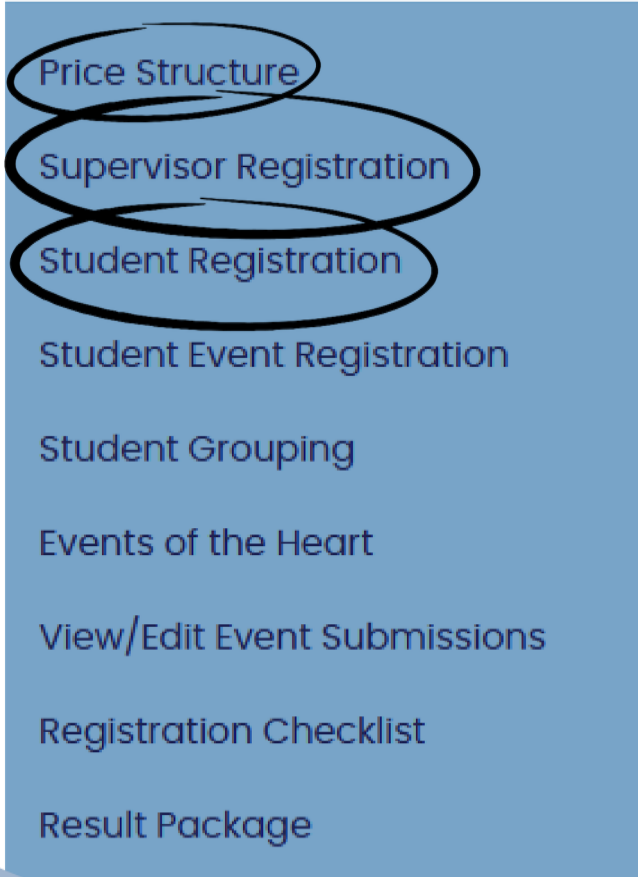 Price Structure
Supervisor Registration
Student Registration
Student Event Registration
Student Grouping
Events of the Heart
View/Edit Event Submissions
Registration Checklist
Result Package